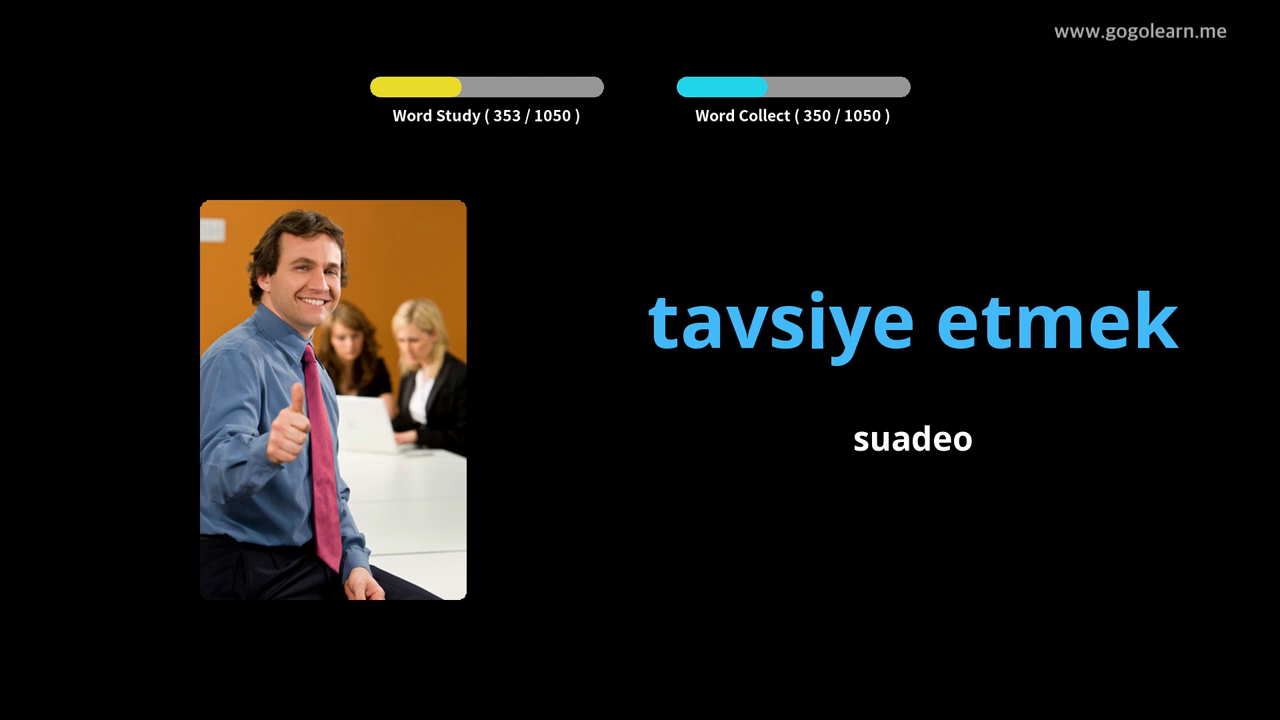 www.gogolearn.me
Word Study ( 353 / 1050 )
Word Collect ( 350 / 1050 )
tavsiye etmek
suadeo